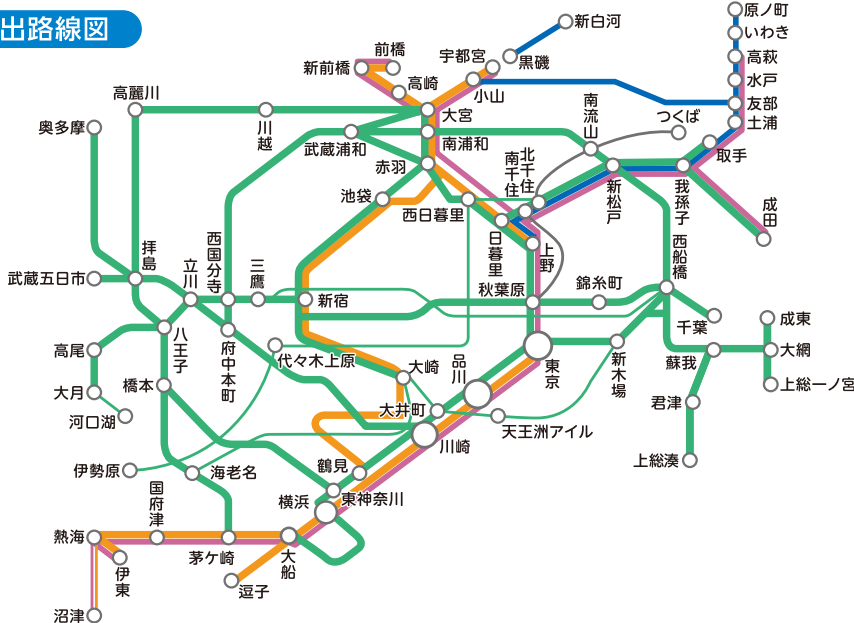 出路線図
原ノ町
新白河
いわき
前橋
宇都宮
黒磯
高萩
新前橋
高崎
小山
水戸
高麗川
大宮
友部
土浦
奥多摩
川越
武蔵浦和
南浦和
南流山
つくば
取手
赤羽
北千住
南千住
池袋
西日暮里
新松戸
我孫子
成田
拝島
立川
西国分寺
三鷹
日暮里
上野
西船橋
武蔵五日市
新宿
秋葉原
錦糸町
千葉
成東
八王子
府中本町
代々木上原
品川
東京
新木場
蘇我
大網
高尾
大崎
上総一ノ宮
大月
橋本
大井町
君津
河口湖
天王洲アイル
川崎
伊勢原
海老名
鶴見
上総湊
国府津
横浜
東神奈川
熱海
茅ケ崎
大船
伊東
逗子
沼津